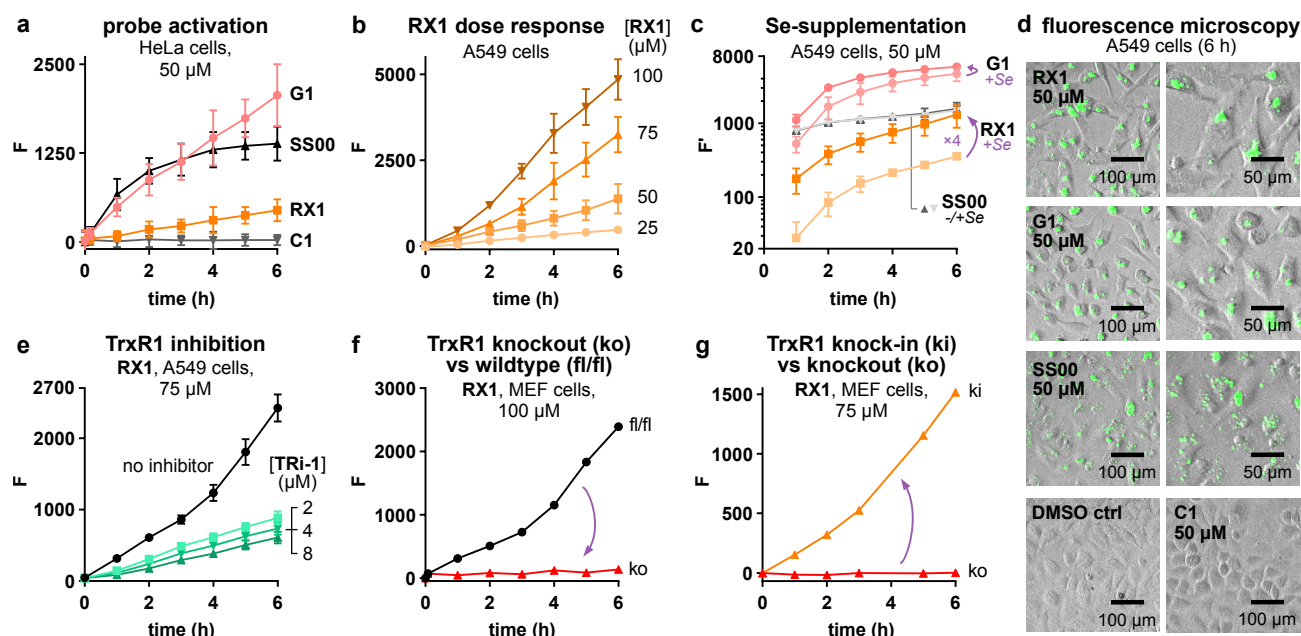 a probe activation
HeLa cells,
50 µM
2500
1250
0
F
0 2 4 6
time (h)
G1
SS00
RX1
C1
b RX1 dose response
A549 cells
[RX1]
(µM)
100
75
50
25
5000
2500
0
F
0 2 4 6
time (h)
c Se-supplementation
A549 cells, 50 µM
8000
1000
100
20
F'
0 2 4 6
time (h)
G1
+Se
×4
RX1
+Se
SS00
-/+Se
d fluorescence microscopy
A549 cells (6 h)
RX1
50 µM
100 µm
50 µm
G1
50 µM
100 µm
50 µm
SS00
50 µM
100 µm
50 µm
DMSO ctrl
100 µm
C1
50 µM
100 µm
e TrxR1 inhibition
RX1, A549 cells,
75 µM
2700
2000
1000
0
F
0 2 4 6
time (h)
no inhibitor
[TRi-1]
(µM)
2
4
8
f TrxR1 knockout (ko)
vs wildtype (fl/fl)
RX1, MEF cells,
100 µM
3000
2000
1000
0
F
0 2 4 6
time (h)
fl/fl
ko
g TrxR1 knock-in (ki)
vs knockout (ko)
RX1, MEF cells,
75 µM
1500
1000
500
0
F
0 2 4 6
time (h)
ki
ko